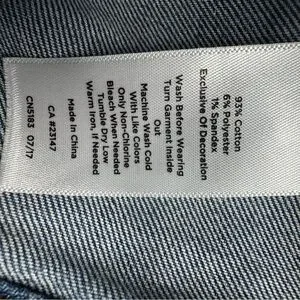 93% Cotton
6% Polyester
1% Spandex
Exclusive Of Decoration
Wash Before Wearing
Turn Garment Inside
Out
Machine Wash Cold
With Like Colors
Only Non-Chlorine
Bleach When Needed
Tumble Dry Low
Warm Iron, If Needed
Made In China
CA #23147
CN5183 07/17